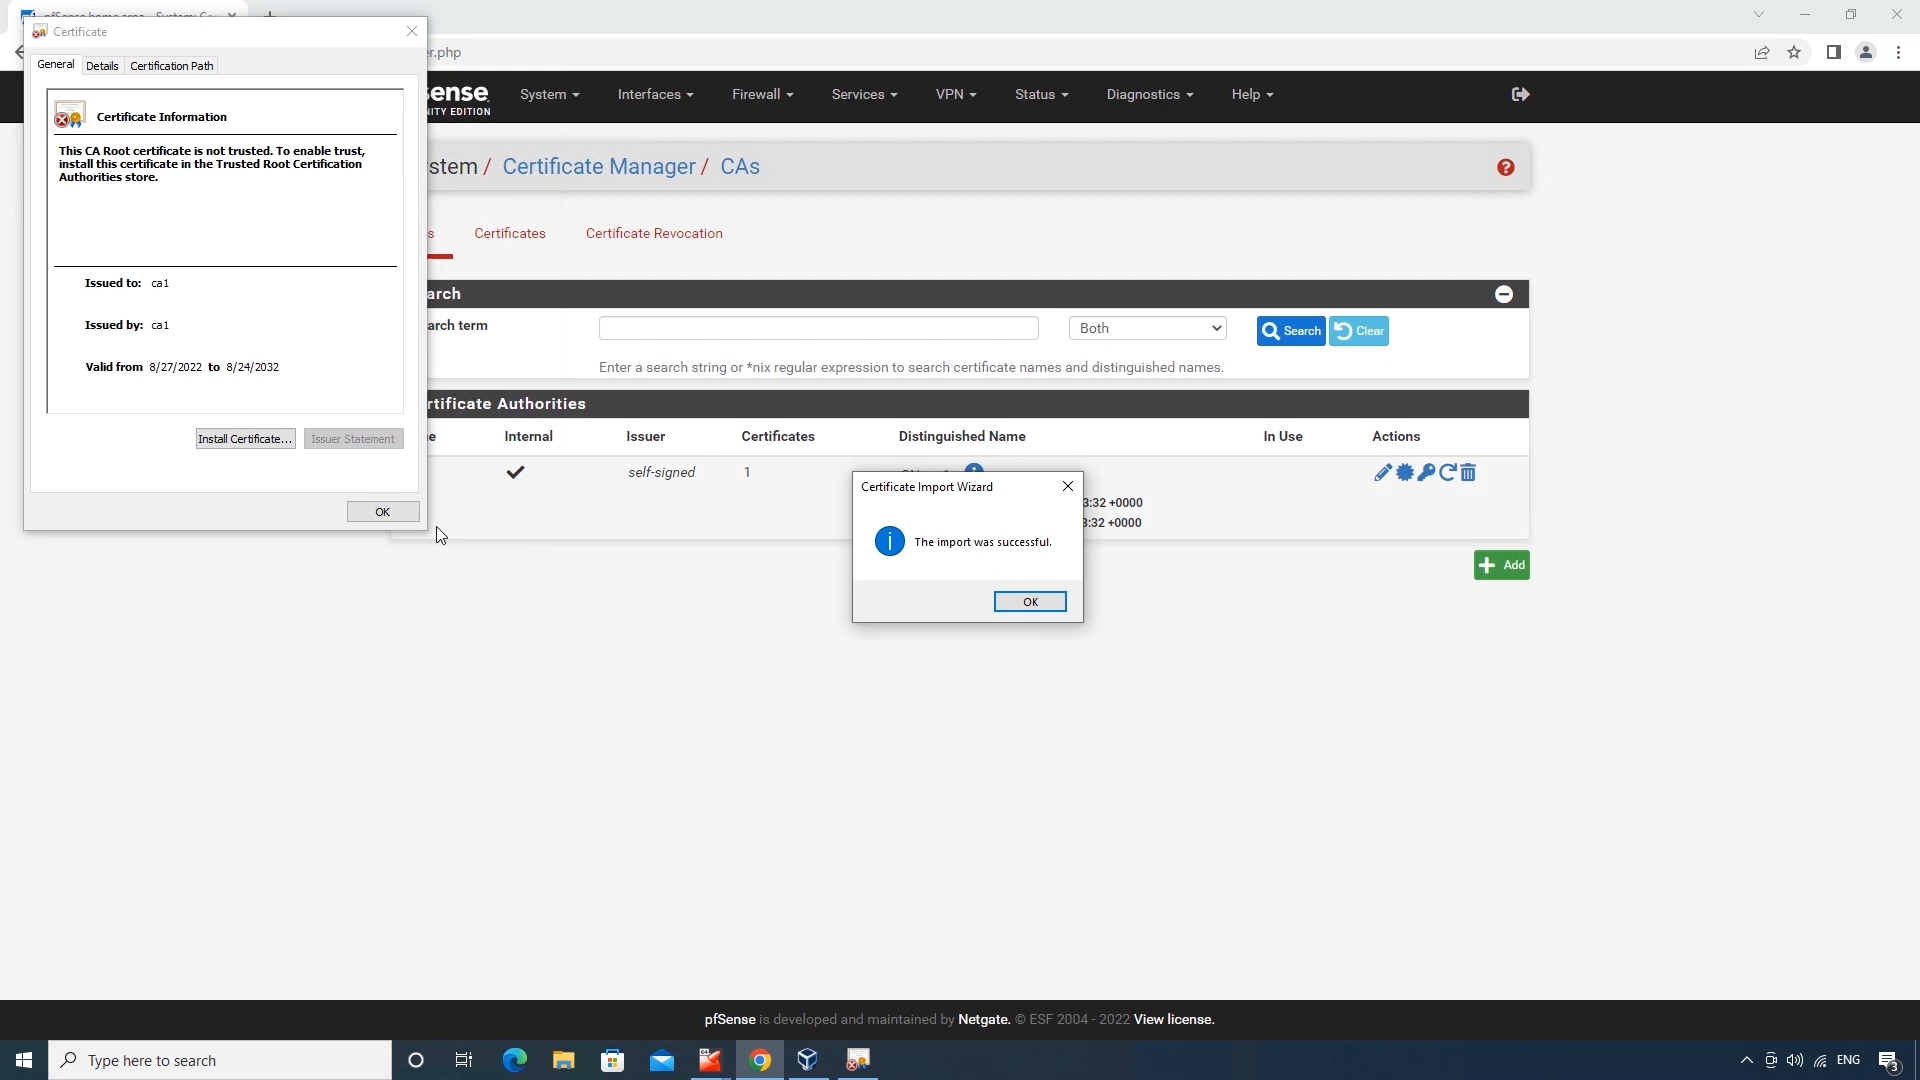 Certificate
er.php
General
Details
Certification Path
Certificate Information
This CA Root certificate is not trusted. To enable trust,
install this certificate in the Trusted Root Certification
Authorities store.
Issued to: ca1
Issued by: ca1
Valid from 8/27/2022 to 8/24/2032
Install Certificate...
Issuer Statement
OK
sense
ITY EDITION
System
Interfaces
Firewall
Services
VPN
Status
Diagnostics
Help
stem / Certificate Manager / CAs
s
Certificates
Certificate Revocation
arch
arch term
Both
Search
Clear
Enter a search string or *nix regular expression to search certificate names and distinguished names.
rtificate Authorities
e
Internal
Issuer
Certificates
Distinguished Name
In Use
Actions
self-signed
1
3:32 +0000
3:32 +0000
Certificate Import Wizard
The import was successful.
OK
Add
pfSense is developed and maintained by Netgate. © ESF 2004 - 2022 View license.
Type here to search
ENG
3